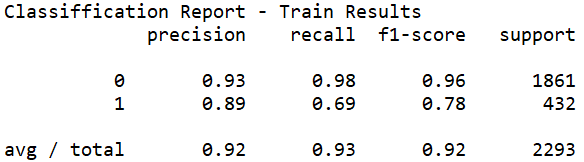 Classiffication Report - Train Results
precision recall f1-score support
0 0.93 0.98 0.96 1861
1 0.89 0.69 0.78 432
avg / total 0.92 0.93 0.92 2293